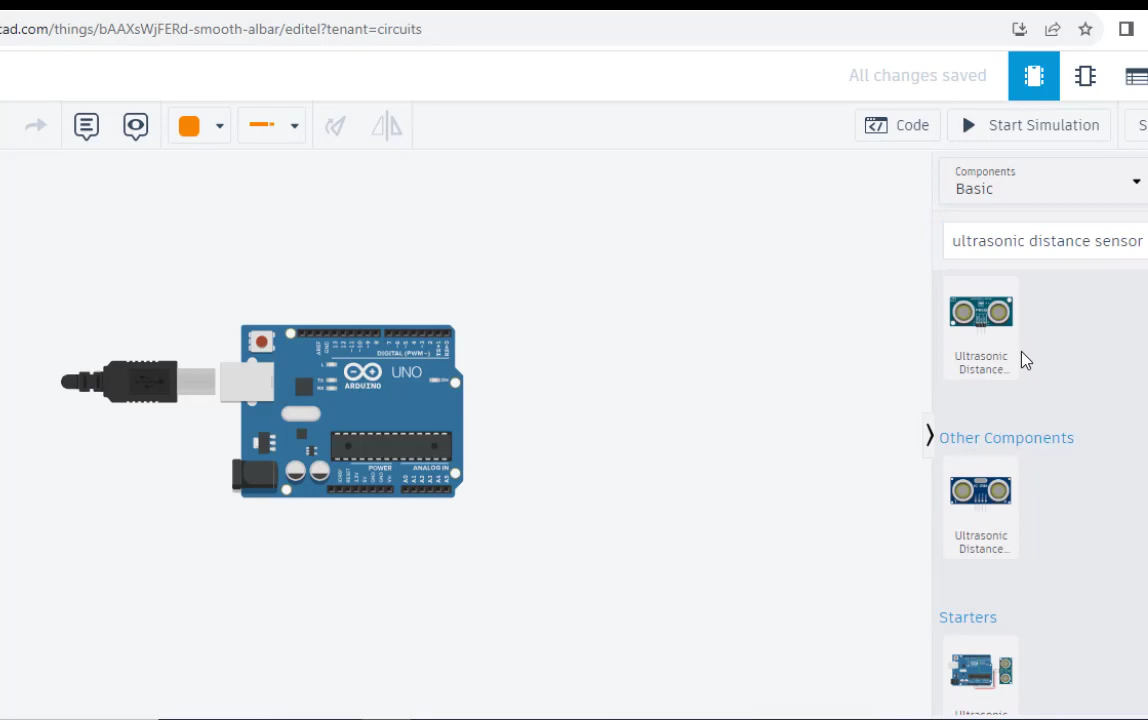 cad.com/things/bAAXsWjFERd-smooth-albar/editel?tenant=circuits
All changes saved
Code
Start Simulation
S
Components
Basic
ultrasonic distance sensor
Ultrasonic
Distance...
Other Components
Ultrasonic
Distance...
Starters
DIGITAL (PWM~)
UNO
ARDUINO
POWER
ANALOG IN